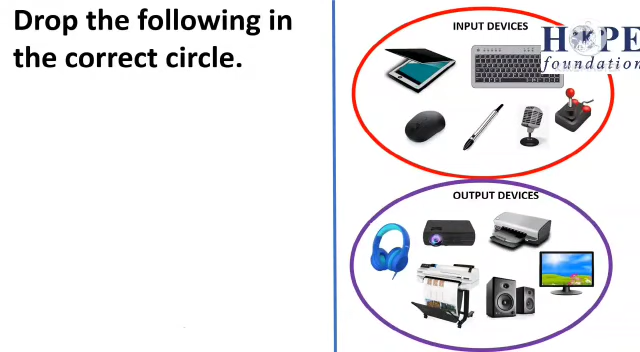 Drop the following in
the correct circle.
INPUT DEVICES
HOPE
foundation
OUTPUT DEVICES